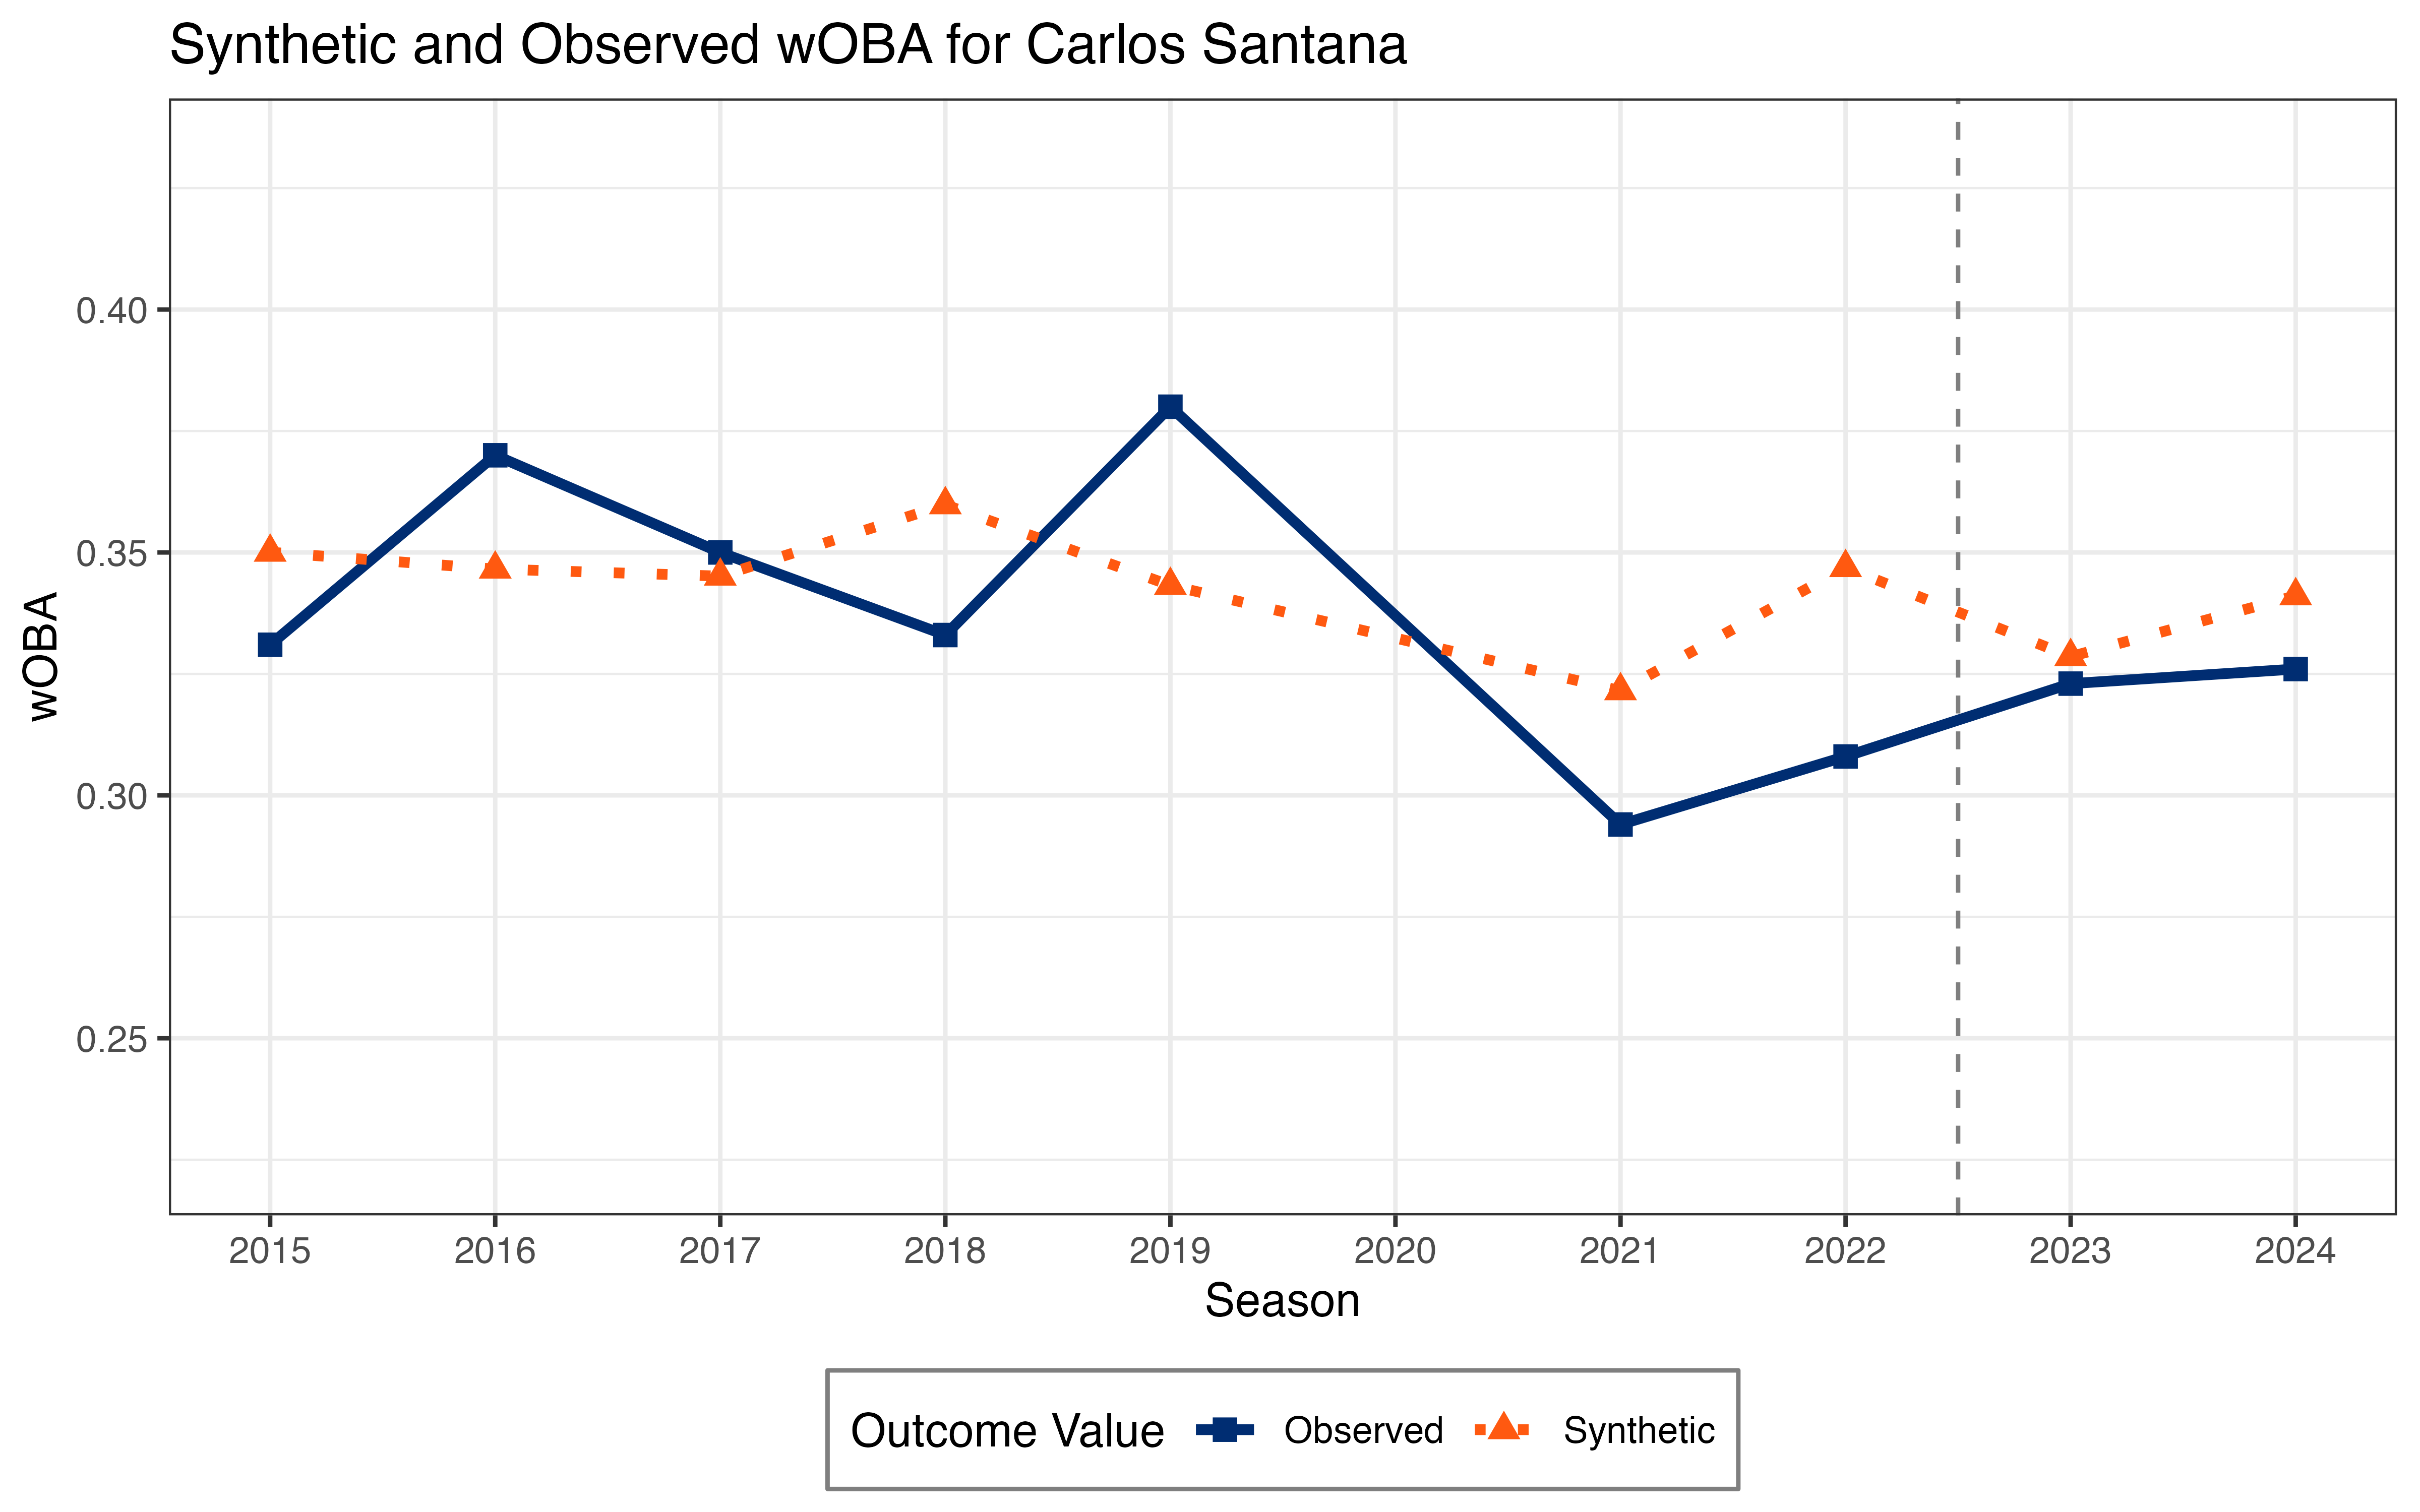 Synthetic and Observed wOBA for Carlos Santana
wOBA
0.40
0.35
0.30
0.25
2015 2016 2017 2018 2019 2020 2021 2022 2023 2024
Season
Outcome Value Observed Synthetic